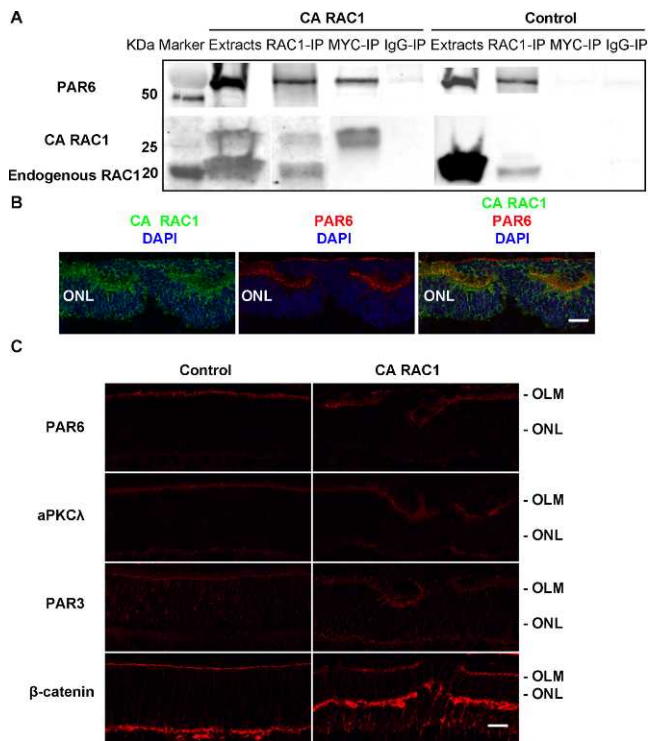 A
CA RAC1 Control
KDa Marker Extracts RAC1-IP MYC-IP IgG-IP Extracts RAC1-IP MYC-IP IgG-IP
PAR6
50
CA RAC1
25
Endogenous RAC1 20
B
CA RAC1
DAPI
PAR6
DAPI
CA RAC1
PAR6
DAPI
ONL ONL ONL
C
Control CA RAC1
PAR6
- OLM
- ONL
aPKCλ
- OLM
- ONL
PAR3
- OLM
- ONL
β-catenin
- OLM
- ONL